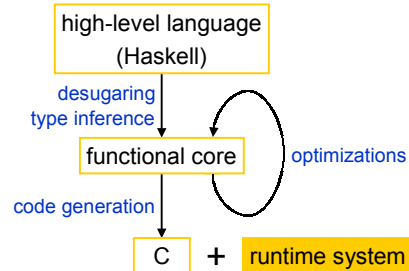 high-level language
(Haskell)
desugaring
type inference
functional core
optimizations
code generation
C + runtime system